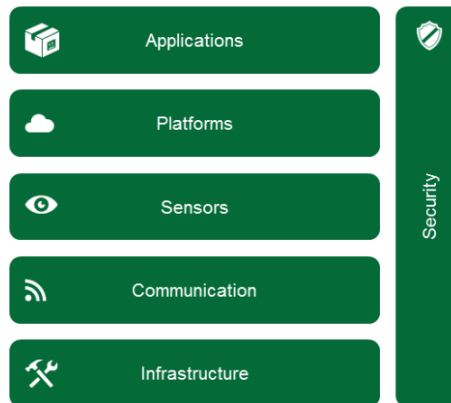 Applications
Platforms
Sensors
Communication
Infrastructure
Security